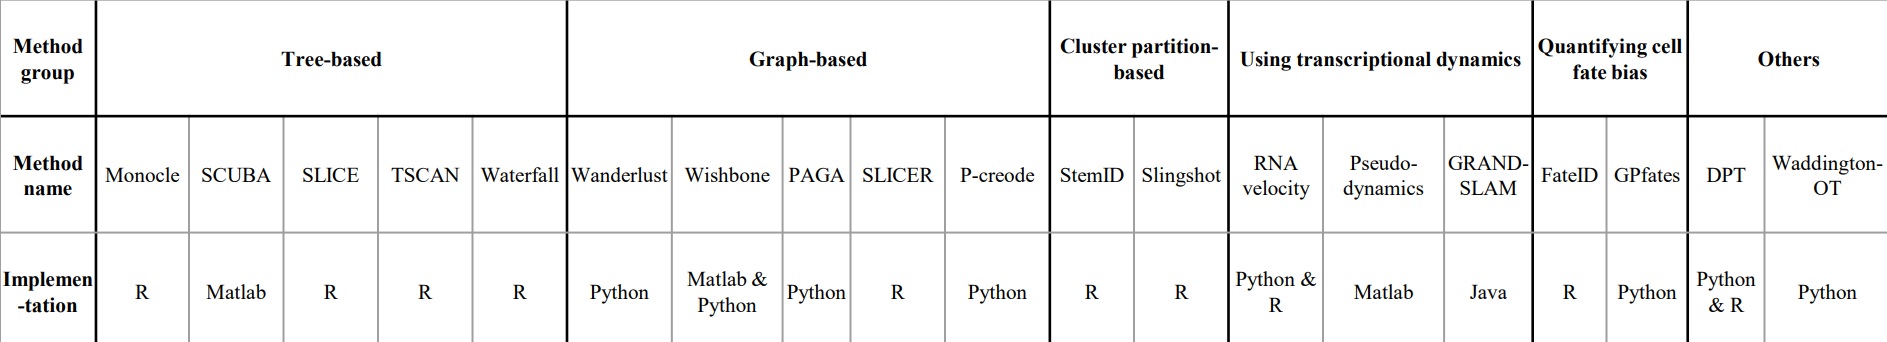 Method
group
Tree-based
Graph-based
Cluster partition-
based
Using transcriptional dynamics
Quantifying cell
fate bias
Others
Method
name
Monocle
SCUBA
SLICE
TSCAN
Waterfall
Wanderlust
Wishbone
PAGA
SLICER
P-creode
StemID
Slingshot
RNA
velocity
Pseudo-
dynamics
GRAND-
SLAM
FateID
GPfates
DPT
Waddington-
OT
Implemen
-tation
R
Matlab
R
R
R
Python
Matlab &
Python
Python
R
Python
R
R
Python &
R
Matlab
Java
R
Python
Python
& R
Python